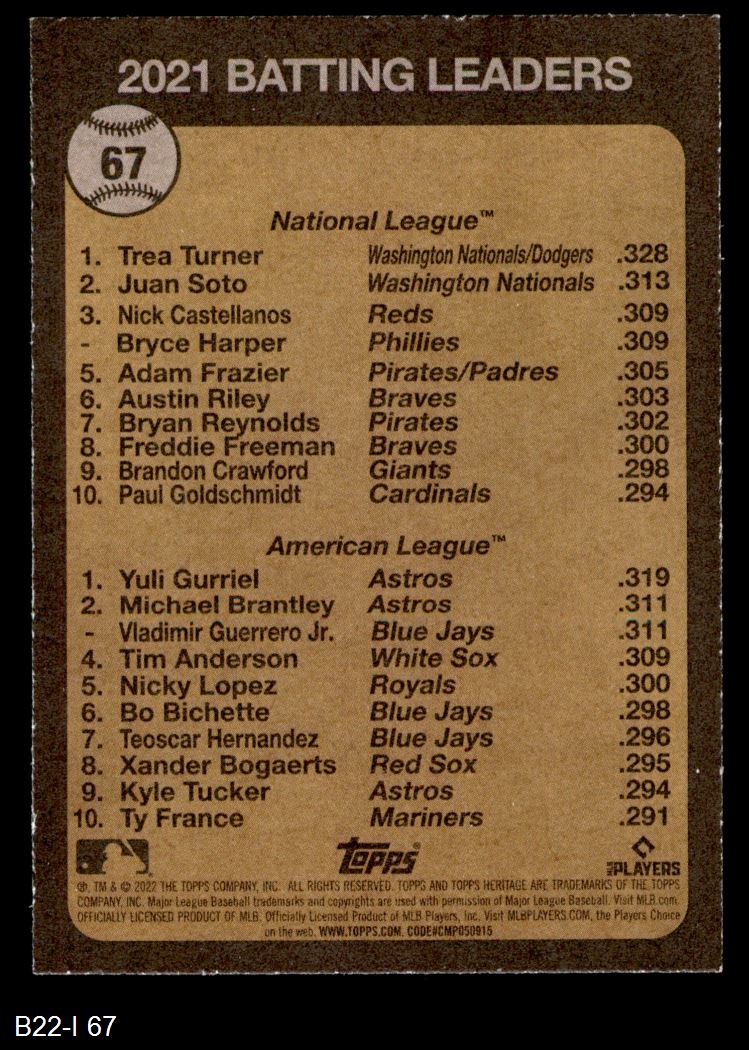 2021 BATTING LEADERS
67
National League™
1. Trea Turner Washington Nationals/Dodgers .328
2. Juan Soto Washington Nationals .313
3. Nick Castellanos Reds .309
- Bryce Harper Phillies .309
5. Adam Frazier Pirates/Padres .305
6. Austin Riley Braves .303
7. Bryan Reynolds Pirates .302
8. Freddie Freeman Braves .300
9. Brandon Crawford Giants .298
10. Paul Goldschmidt Cardinals .294
American League™
1. Yuli Gurriel Astros .319
2. Michael Brantley Astros .311
- Vladimir Guerrero Jr. Blue Jays .311
4. Tim Anderson White Sox .309
5. Nicky Lopez Royals .300
6. Bo Bichette Blue Jays .298
7. Teoscar Hernandez Blue Jays .296
8. Xander Bogaerts Red Sox .295
9. Kyle Tucker Astros .294
10. Ty France Mariners .291
Topps® PLAYERS
®, TM & © 2022 THE TOPPS COMPANY, INC. ALL RIGHTS RESERVED. TOPPS AND TOPPS HERITAGE ARE TRADEMARKS OF THE TOPPS
COMPANY, INC. Major League Baseball trademarks and copyrights are used with permission of Major League Baseball. Visit MLB.com.
OFFICIALLY LICENSED PRODUCT OF MLB. Officially Licensed Product of MLB Players, Inc. Visit MLBPLAYERS.COM, the Players Choice
on the web. WWW.TOPPS.COM. CODE#CMP050915
B22-I 67